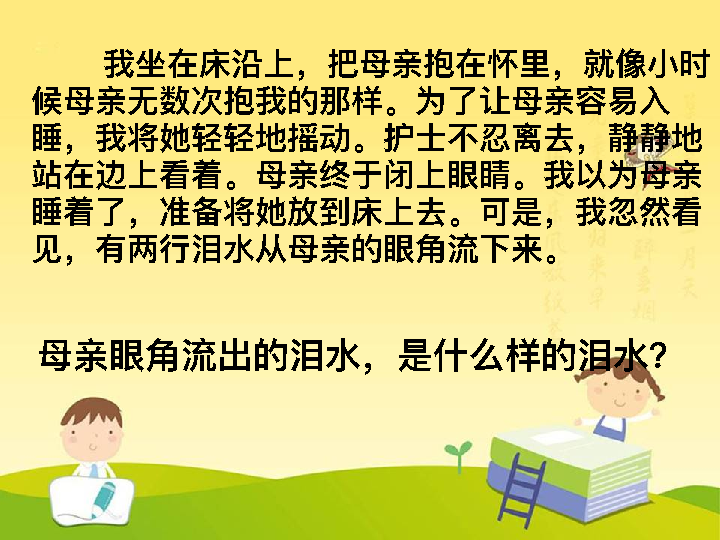 我坐在床沿上，把母亲抱在怀里，就像小时
候母亲无数次抱我的那样。为了让母亲容易入
睡，我将她轻轻地摇动。护士不忍离去，静静地
站在边上看着。母亲终于闭上眼睛。我以为母亲
睡着了，准备将她放到床上去。可是，我忽然看
见，有两行泪水从母亲的眼角流下来。
母亲眼角流出的泪水，是什么样的泪水？